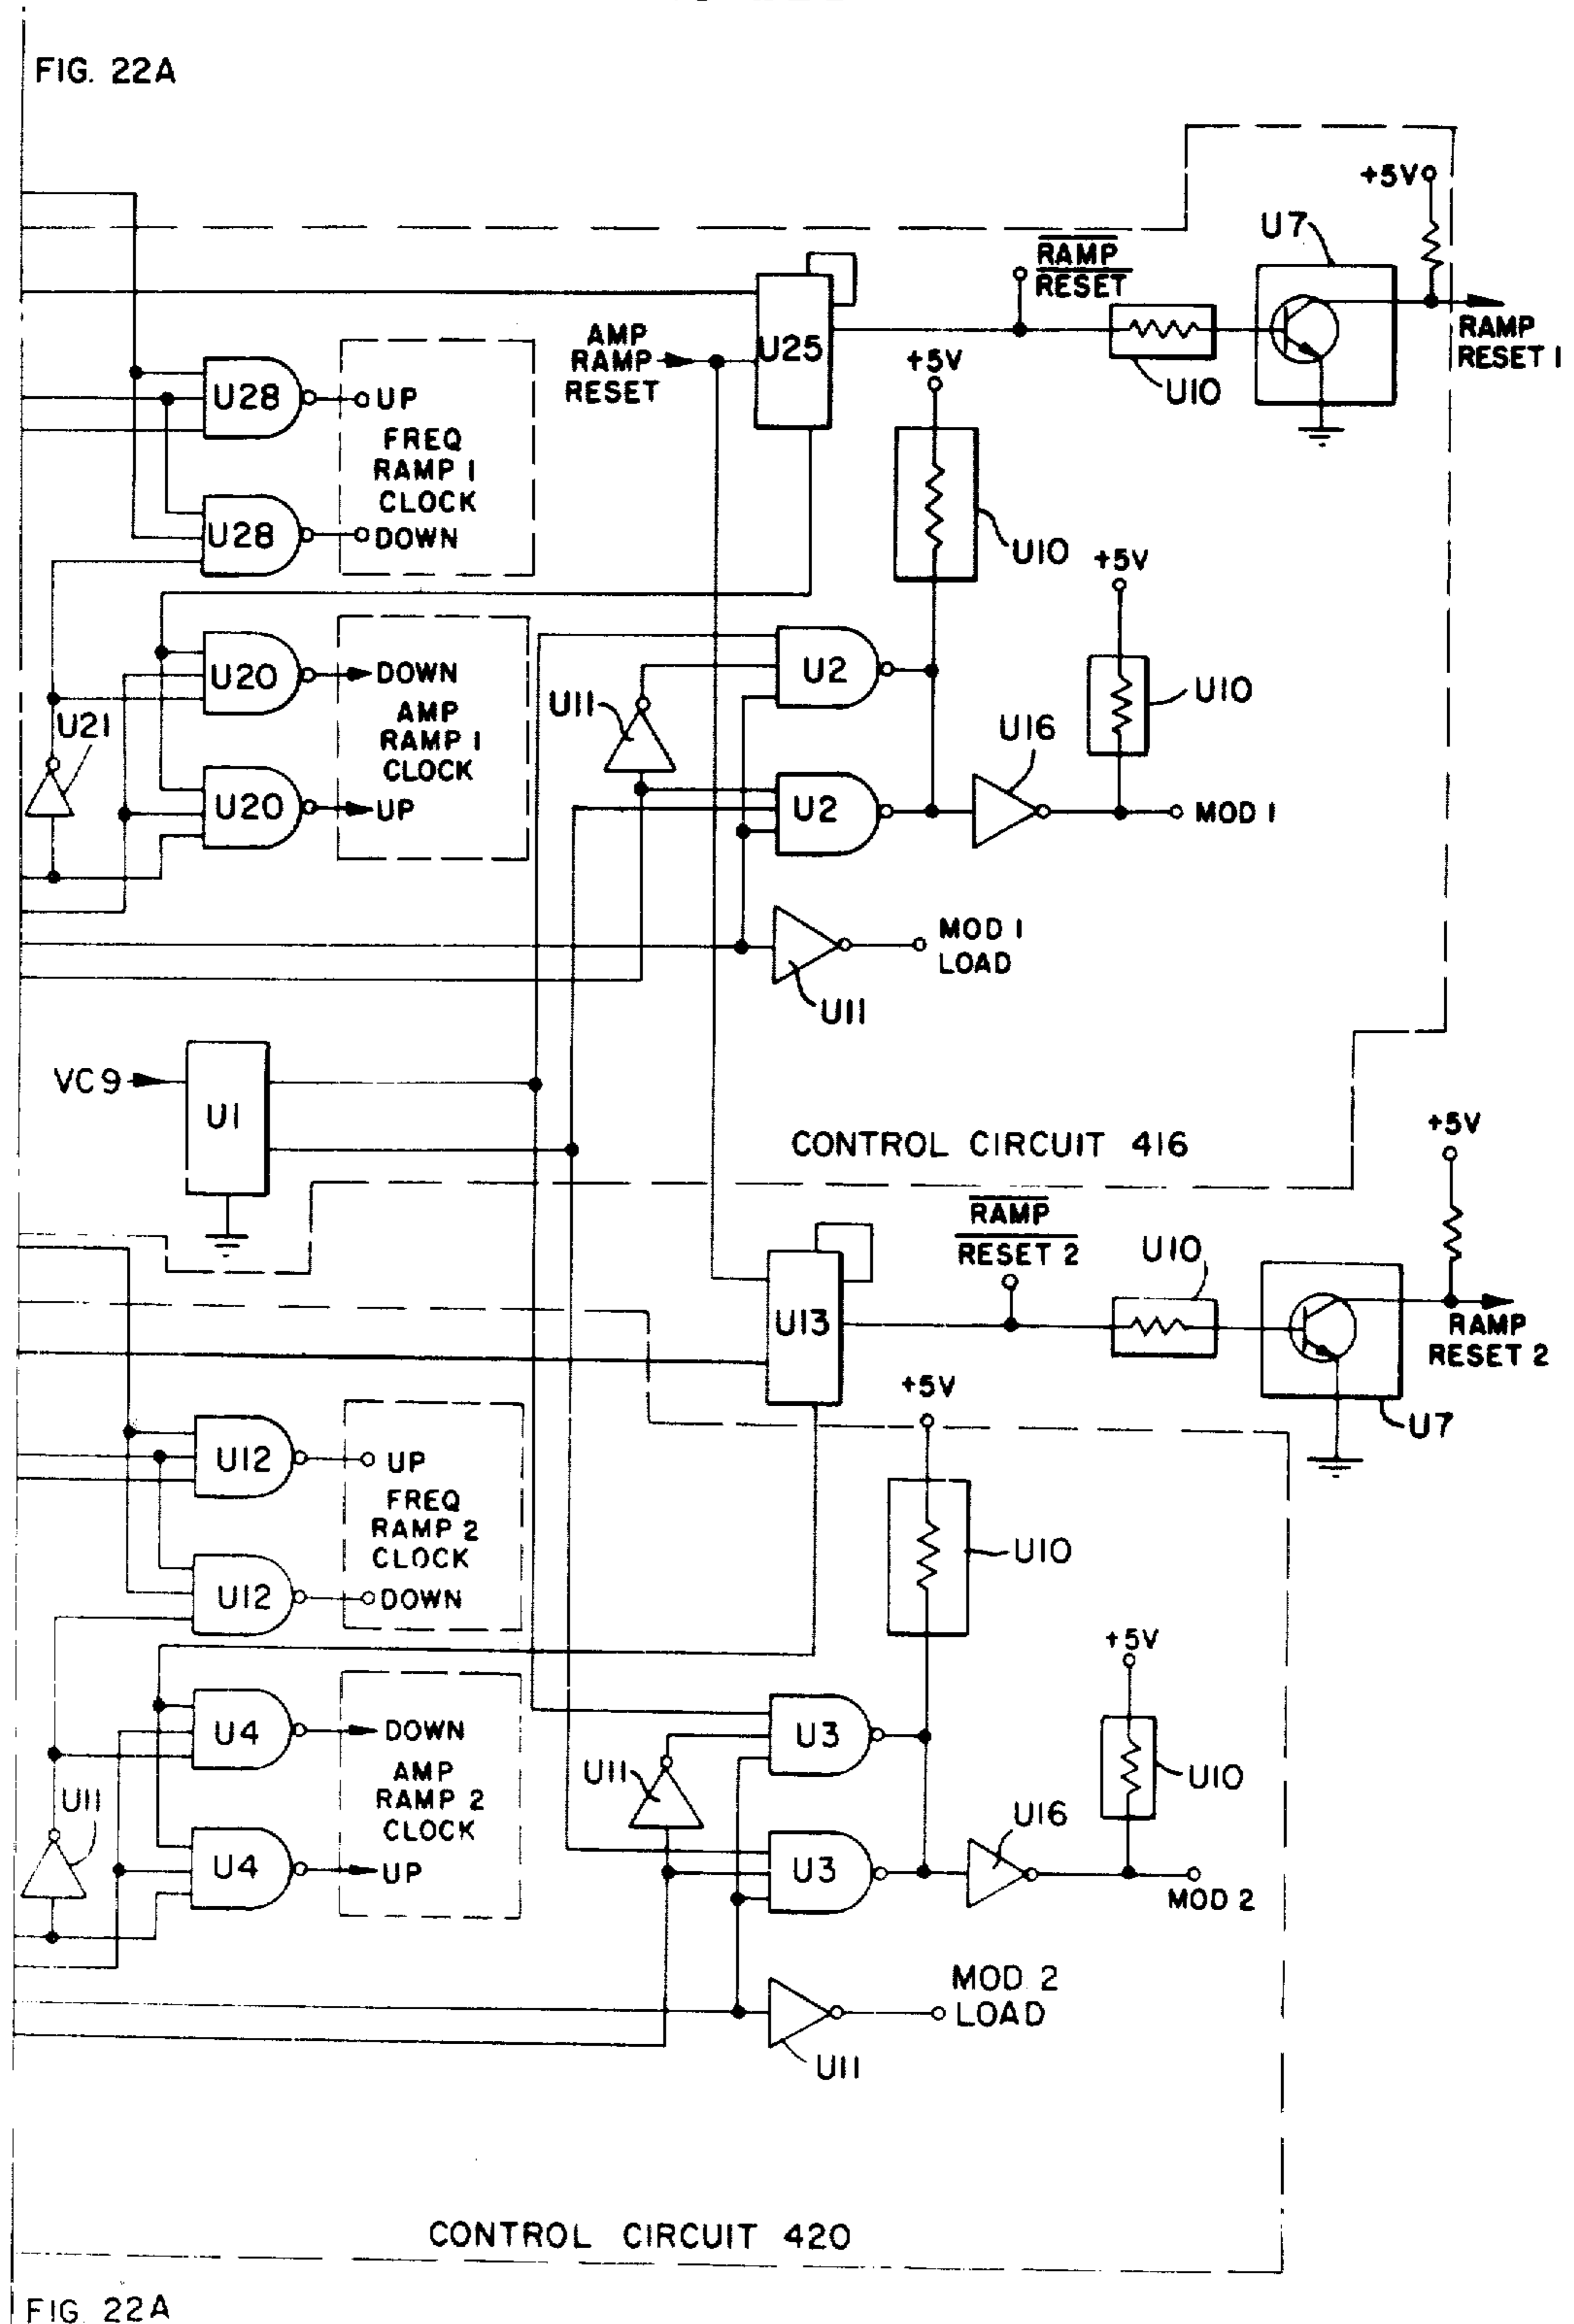 FIG. 22A
+5V
U7
RAMP
RESET
AMP
RAMP
RESET
U25
RAMP
RESET 1
+5V
U10
U28
UP
FREQ
RAMP 1
CLOCK
U28
DOWN
U10
+5V
U20
DOWN
U2
U10
U11
U21
AMP
RAMP 1
CLOCK
U16
U20
UP
U2
MOD 1
MOD 1
LOAD
U11
VC9
U1
CONTROL CIRCUIT 416
+5V
RAMP
RESET 2
U10
U13
RAMP
RESET 2
+5V
U7
U12
UP
FREQ
RAMP 2
CLOCK
U10
U12
DOWN
+5V
U4
DOWN
U3
AMP
RAMP 2
CLOCK
U11
U10
U11
U16
U4
UP
U3
MOD 2
MOD 2
LOAD
U11
CONTROL CIRCUIT 420
FIG. 22A